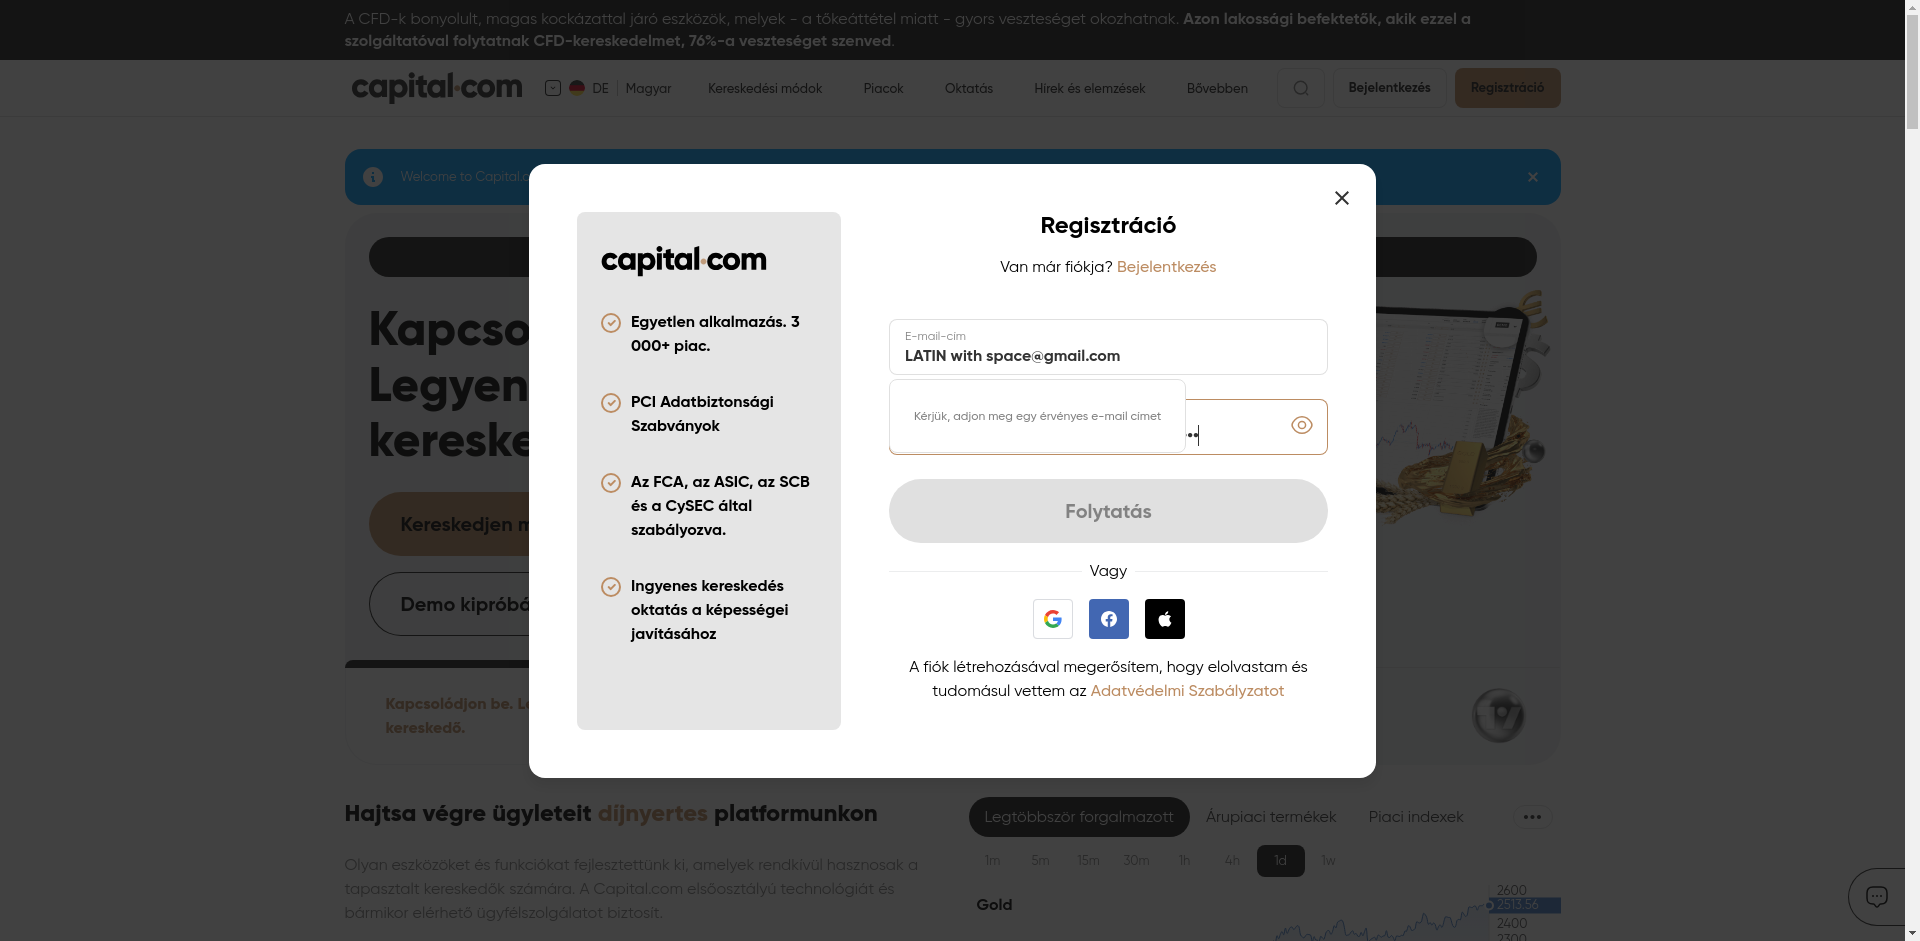 A CFD-k bonyolult, magas kockázattal járó eszközök, melyek - a tőkeáttétel miatt - gyors veszteséget okozhatnak. Azon lakossági befektetők, akik ezzel a
szolgáltatóval folytatnak CFD-kereskedelmet, 76%-a veszteséget szenved.
capital.com
DE
Magyar
Kereskedési módok
Piacok
Oktatás
Hírek és elemzések
Bővebben
Bejelentkezés
Regisztráció
Welcome to Capital.c
Kapcso
Legyen
kereske
Kereskedjen m
Demo kipróbá
Kapcsolódjon be. Le
kereskedő.
capital.com
Egyetlen alkalmazás. 3
000+ piac.
PCI Adatbiztonsági
Szabványok
Az FCA, az ASIC, az SCB
és a CySEC által
szabályozva.
Ingyenes kereskedés
oktatás a képességei
javításához
Regisztráció
Van már fiókja? Bejelentkezés
E-mail-cím
LATIN with space@gmail.com
Kérjük, adjon meg egy érvényes e-mail címet
Folytatás
Vagy
A fiók létrehozásával megerősítem, hogy elolvastam és
tudomásul vettem az Adatvédelmi Szabályzatot
Hajtsa végre ügyleteit díjnyertes platformunkon
Olyan eszközöket és funkciókat fejlesztettünk ki, amelyek rendkívül hasznosak a
tapasztalt kereskedők számára. A Capital.com elsőosztályú technológiát és
bármikor elérhető ügyfélszolgálatot biztosít.
Legtöbbször forgalmazott
Árupiaci termékek
Piaci indexek
1m 5m 15m 30m 1h 4h 1d 1w
Gold
2600
2513.56
2400
2300